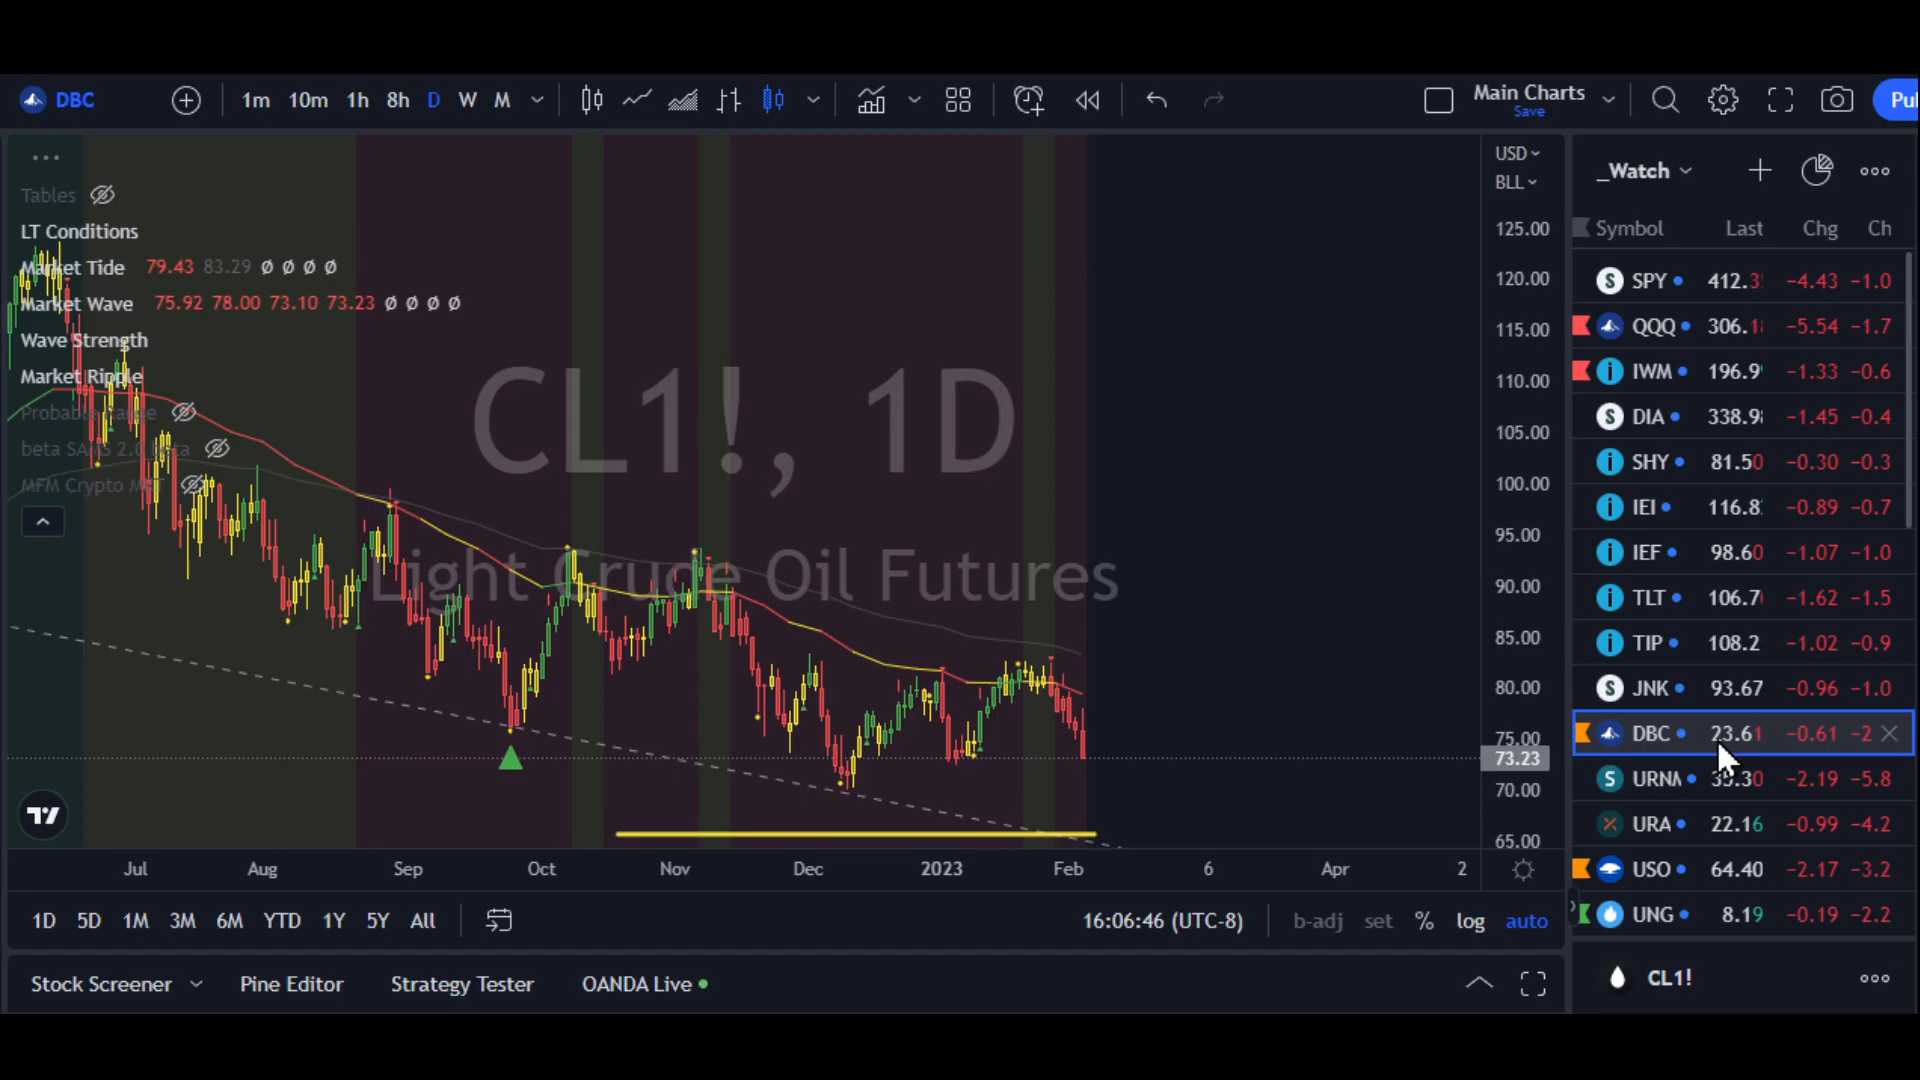 DBC 1m 10m 1h 8h D W M Main Charts Save Pu
Tables
LT Conditions
Market Tide 79.43 83.29 Ø Ø Ø Ø
Market Wave 75.92 78.00 73.10 73.23 Ø Ø Ø Ø
Wave Strength
Market Ripple
Probable Range
beta SAMS 2.0 beta
MFM Crypto
CL1!, 1D
Light Crude Oil Futures
USD
BLL
125.00
120.00
115.00
110.00
105.00
100.00
95.00
90.00
85.00
80.00
75.00
73.23
70.00
65.00
Jul Aug Sep Oct Nov Dec 2023 Feb 6 Apr 2
1D 5D 1M 3M 6M YTD 1Y 5Y All 16:06:46 (UTC-8) b-adj set % log auto
Stock Screener Pine Editor Strategy Tester OANDA Live
_Watch
Symbol Last Chg Ch
SPY 412.3 −4.43 −1.0
QQQ 306.1 −5.54 −1.7
IWM 196.9 −1.33 −0.6
DIA 338.9 −1.45 −0.4
SHY 81.50 −0.30 −0.3
IEI 116.8 −0.89 −0.7
IEF 98.60 −1.07 −1.0
TLT 106.7 −1.62 −1.5
TIP 108.2 −1.02 −0.9
JNK 93.67 −0.96 −1.0
DBC 23.61 −0.61 −2
URNM −2.19 −5.8
URA 22.16 −0.99 −4.2
USO 64.40 −2.17 −3.2
UNG 8.19 −0.19 −2.2
CL1!